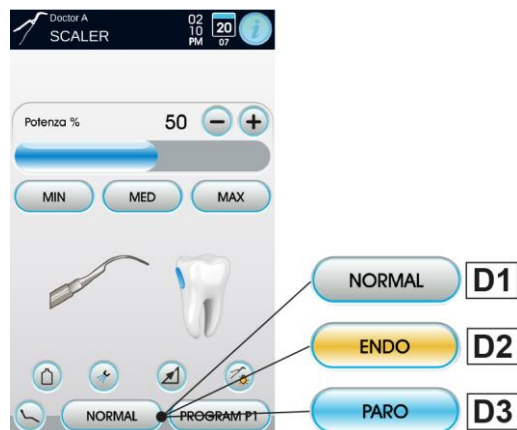 Doctor A
SCALER
02
10
PM
20
07
i
Potenza %
50
MIN
MED
MAX
NORMAL
PROGRAM P1
NORMAL
D1
ENDO
D2
PARO
D3